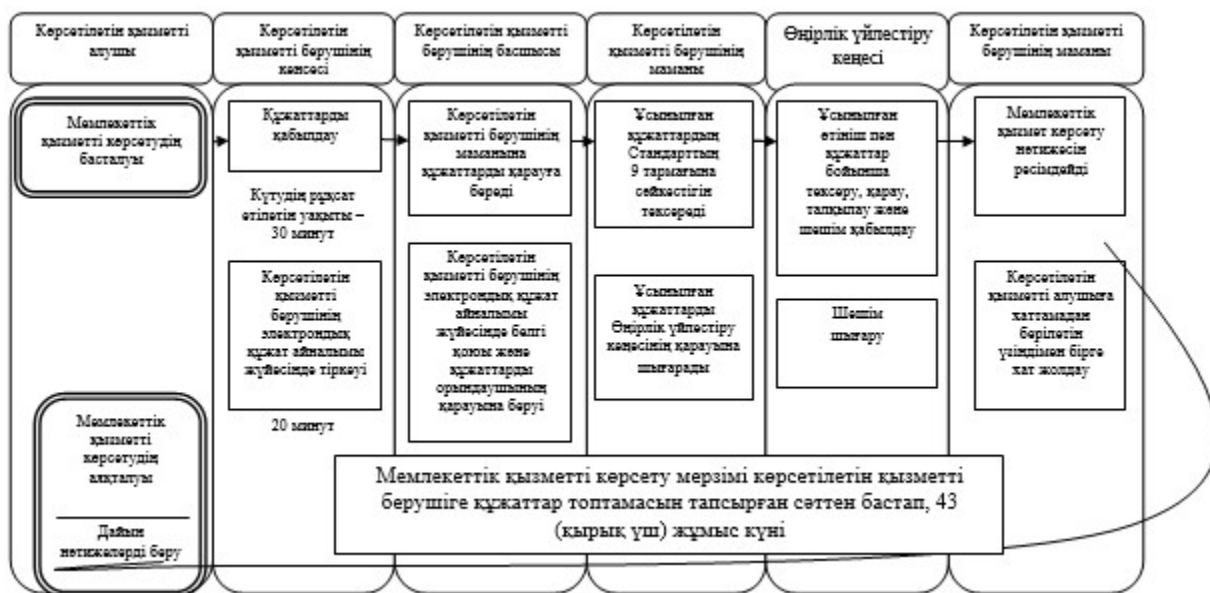 Көрсетілетін қызметті
алушы
Көрсетілетін
қызметті берушінің
кеңсесі
Көрсетілетін қызметті
берушінің басшысы
Көрсетілетін
қызметті берушінің
маманы
Өңірлік үйлестіру
кеңесі
Көрсетілетін қызметті
берушінің маманы
Мемлекеттік
қызметті көрсетудің
басталуы
Құжаттарды
қабылдау
Күтудің рұқсат
етілетін уақыты –
30 минут
Көрсетілетін
қызметті
берушінің
электрондық
құжат айналымы
жүйесінде тіркеуі
20 минут
Көрсетілетін
қызметті берушінің
маманына
құжаттарды қарауға
береді
Көрсетілетін
қызметті берушінің
электрондық құжат
айналымы
жүйесінде белгі
қоюы және
құжаттарды
орындаушының
қарауына беруі
Ұсынылған
құжаттардың
Стандарттың
9 тармағына
сәйкестігін
тексереді
Ұсынылған
құжаттарды
Өңірлік үйлестіру
кеңесінің қарауына
шығарады
Ұсынылған
өтініш пен
құжаттар
бойынша
тексеру, қарау,
талқылау және
шешім қабылдау
Шешім
шығару
Мемлекеттік
қызмет көрсету
нәтижесін
рәсімдейді
Көрсетілетін
қызметті алушыға
хаттамадан
берілетін
үзіндімен бірге
хат жолдау
Мемлекеттік
қызметті
көрсетудің
аяқталуы
Дайын
нәтижелерді беру
Мемлекеттік қызметті көрсету мерзімі көрсетілетін қызметті
берушіге құжаттар топтамасын тапсырған сәттен бастап, 43
(қырық үш) жұмыс күні